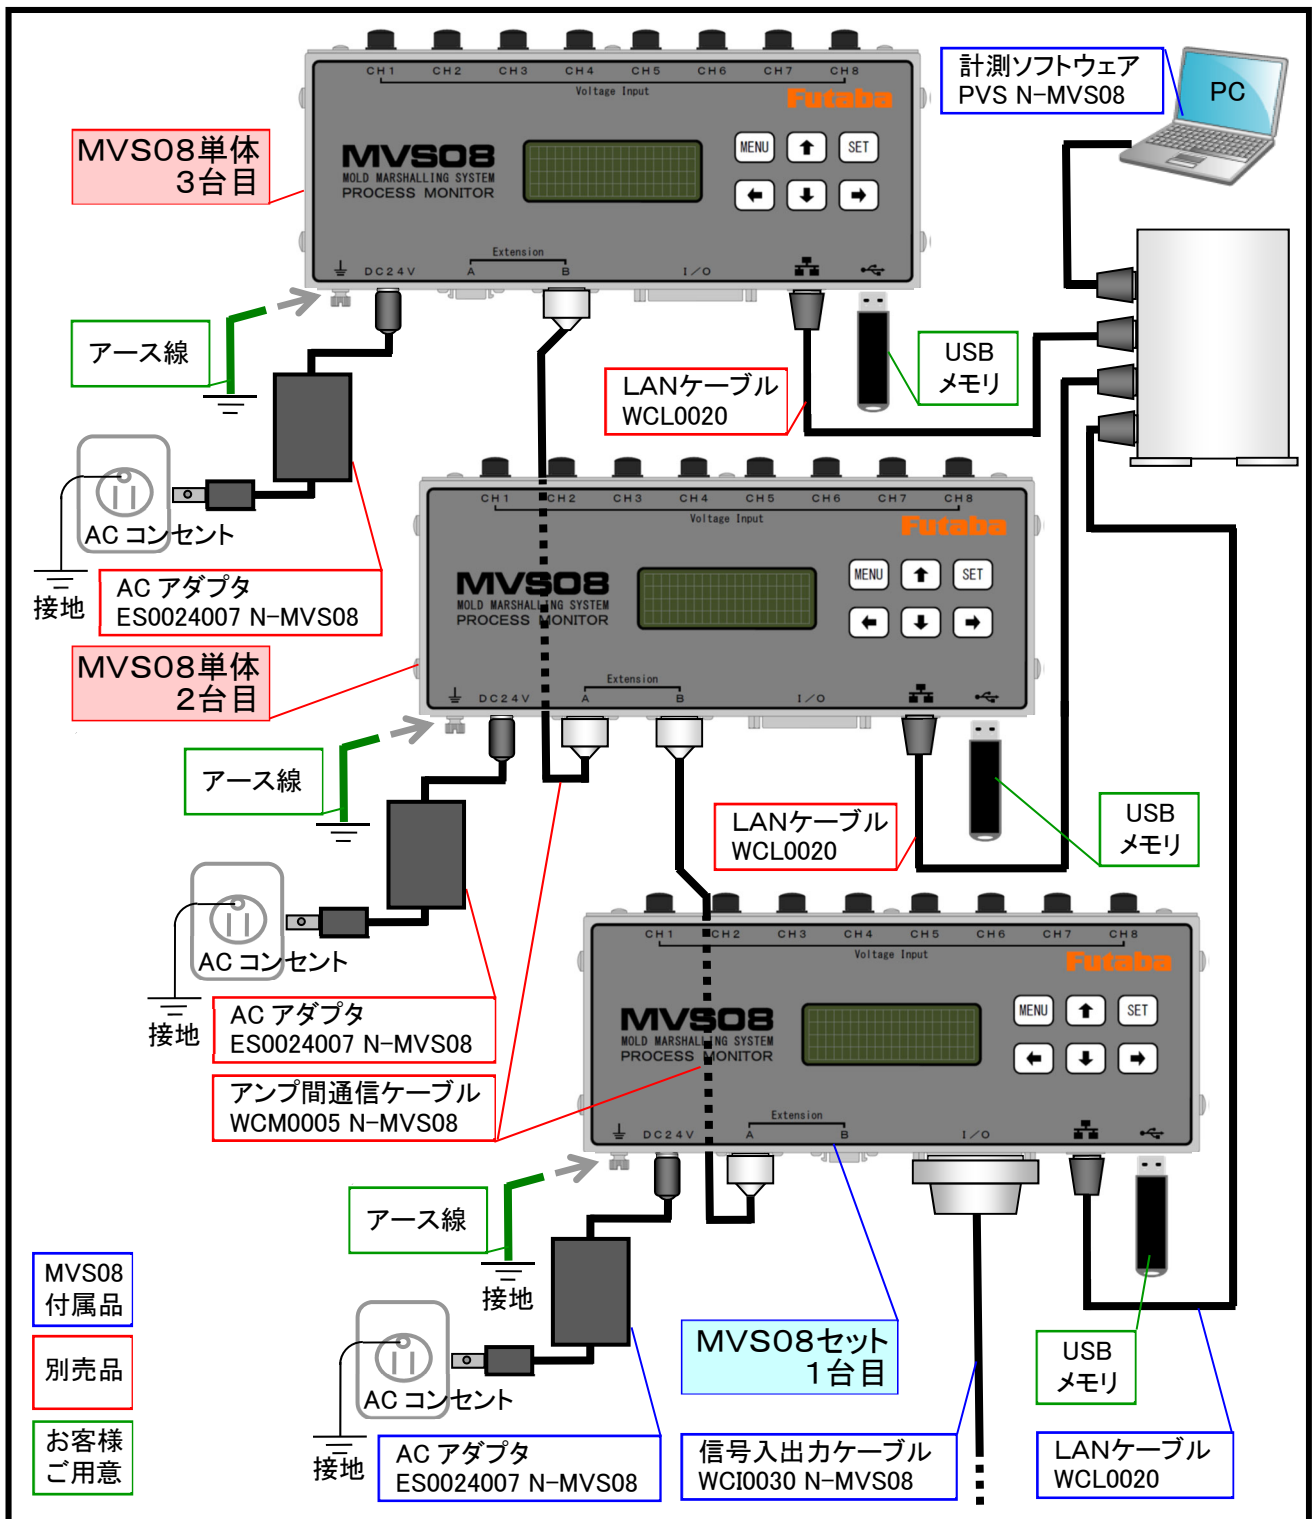 CH1 CH2 CH3 CH4 CH5 CH6 CH7 CH8
Voltage Input
Futaba
MVS08
MOLD MARSHALLING SYSTEM
PROCESS MONITOR
MENU
SET
Extension
DC24V
A
B
I/O
計測ソフトウェア
PVS N-MVS08
PC
MVS08単体
3台目
アース線
LANケーブル
WCL0020
USB
メモリ
ACコンセント
接地
ACアダプタ
ES0024007 N-MVS08
CH1 CH2 CH3 CH4 CH5 CH6 CH7 CH8
Voltage Input
Futaba
MVS08
MOLD MARSHALLING SYSTEM
PROCESS MONITOR
MENU
SET
Extension
DC24V
A
B
I/O
MVS08単体
2台目
アース線
LANケーブル
WCL0020
USB
メモリ
ACコンセント
接地
ACアダプタ
ES0024007 N-MVS08
アンプ間通信ケーブル
WCM0005 N-MVS08
CH1 CH2 CH3 CH4 CH5 CH6 CH7 CH8
Voltage Input
Futaba
MVS08
MOLD MARSHALLING SYSTEM
PROCESS MONITOR
MENU
SET
Extension
DC24V
A
B
I/O
アース線
接地
MVS08セット
1台目
USB
メモリ
ACコンセント
接地
ACアダプタ
ES0024007 N-MVS08
信号入出力ケーブル
WCI0030 N-MVS08
LANケーブル
WCL0020
MVS08
付属品
別売品
お客様
ご用意